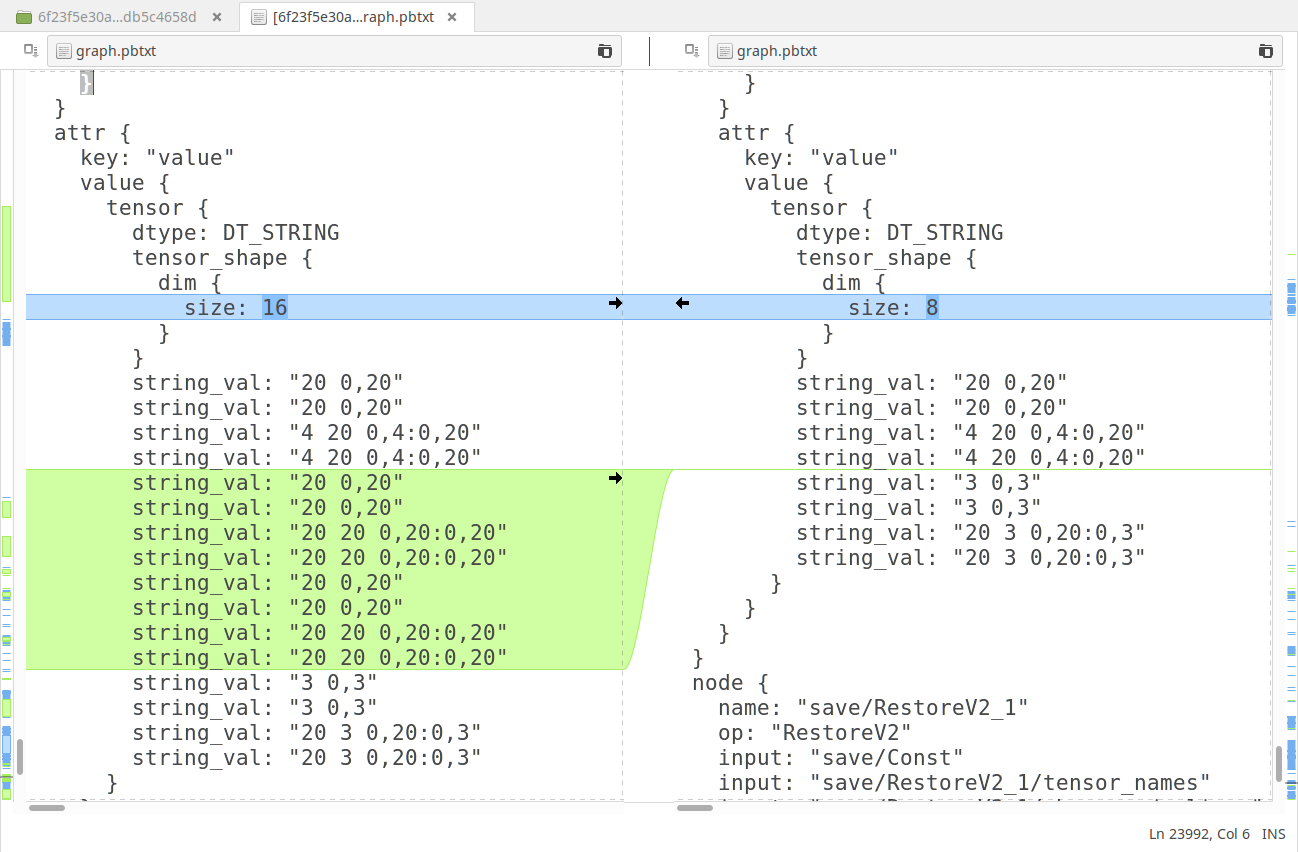 6f23f5e30a...db5c4658d
[6f23f5e30a...raph.pbtxt
graph.pbtxt
graph.pbtxt
}
}
attr {
key: "value"
value {
tensor {
dtype: DT_STRING
tensor_shape {
dim {
size: 16
}
}
string_val: "20 0,20"
string_val: "20 0,20"
string_val: "4 20 0,4:0,20"
string_val: "4 20 0,4:0,20"
string_val: "20 0,20"
string_val: "20 0,20"
string_val: "20 20 0,20:0,20"
string_val: "20 20 0,20:0,20"
string_val: "20 0,20"
string_val: "20 0,20"
string_val: "20 20 0,20:0,20"
string_val: "20 20 0,20:0,20"
string_val: "3 0,3"
string_val: "3 0,3"
string_val: "20 3 0,20:0,3"
string_val: "20 3 0,20:0,3"
}
}
}
attr {
key: "value"
value {
tensor {
dtype: DT_STRING
tensor_shape {
dim {
size: 8
}
}
string_val: "20 0,20"
string_val: "20 0,20"
string_val: "4 20 0,4:0,20"
string_val: "4 20 0,4:0,20"
string_val: "3 0,3"
string_val: "3 0,3"
string_val: "20 3 0,20:0,3"
string_val: "20 3 0,20:0,3"
}
}
}
}
node {
name: "save/RestoreV2_1"
op: "RestoreV2"
input: "save/Const"
input: "save/RestoreV2_1/tensor_names"
Ln 23992, Col 6 INS